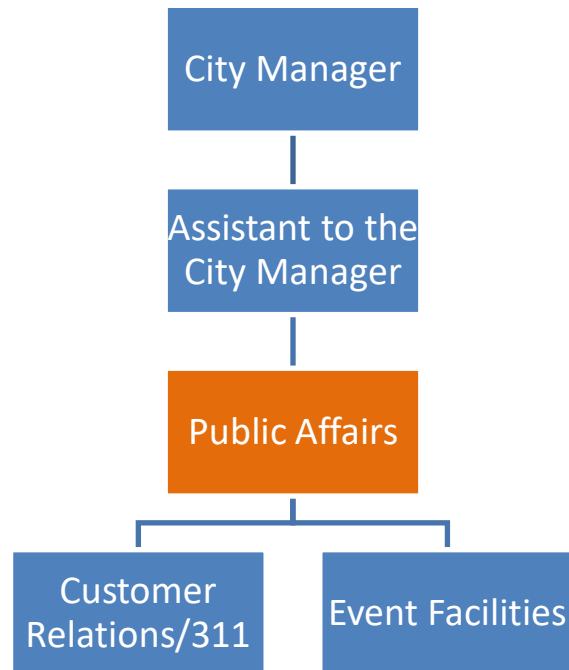 City Manager
Assistant to the
City Manager
Public Affairs
Customer
Relations/311
Event Facilities